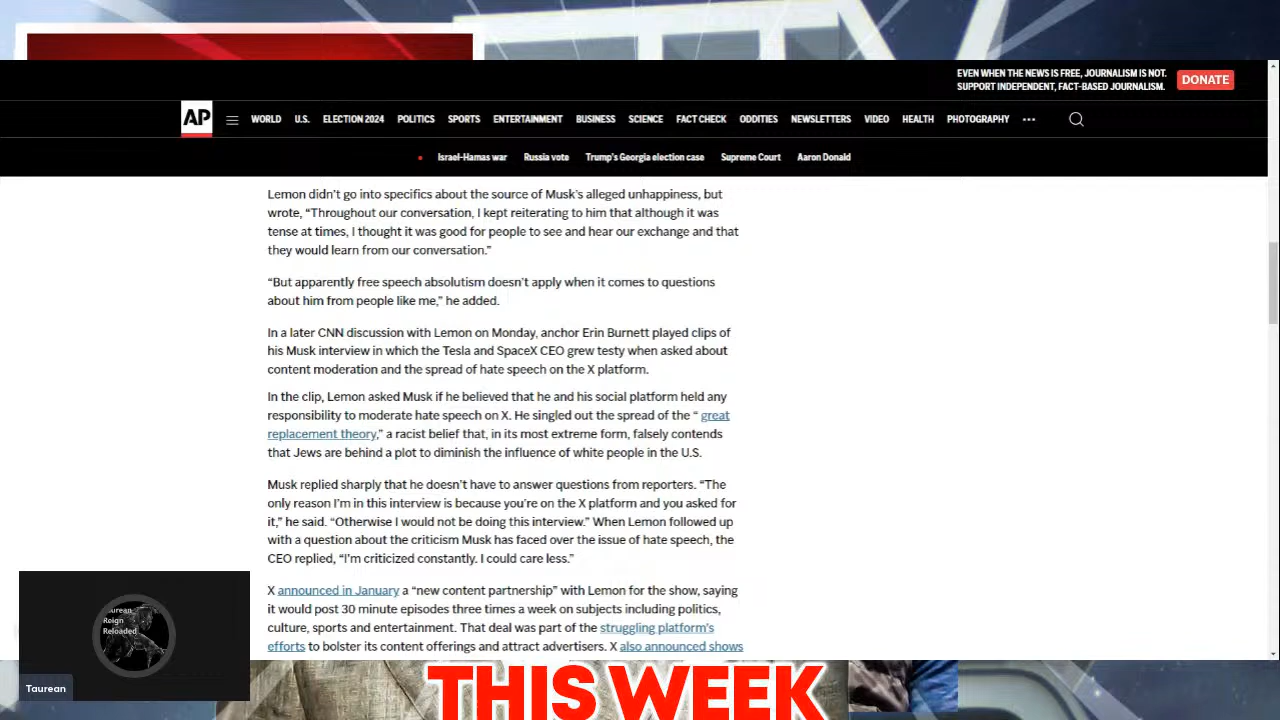 EVEN WHEN THE NEWS IS FREE, JOURNALISM IS NOT.
SUPPORT INDEPENDENT, FACT-BASED JOURNALISM.
DONATE
AP
WORLD U.S. ELECTION 2024 POLITICS SPORTS ENTERTAINMENT BUSINESS SCIENCE FACT CHECK ODDITIES NEWSLETTERS VIDEO HEALTH PHOTOGRAPHY
Israel-Hamas war Russia vote Trump's Georgia election case Supreme Court Aaron Donald
Lemon didn't go into specifics about the source of Musk's alleged unhappiness, but
wrote, “Throughout our conversation, I kept reiterating to him that although it was
tense at times, I thought it was good for people to see and hear our exchange and that
they would learn from our conversation.”
“But apparently free speech absolutism doesn't apply when it comes to questions
about him from people like me,” he added.
In a later CNN discussion with Lemon on Monday, anchor Erin Burnett played clips of
his Musk interview in which the Tesla and SpaceX CEO grew testy when asked about
content moderation and the spread of hate speech on the X platform.
In the clip, Lemon asked Musk if he believed that he and his social platform held any
responsibility to moderate hate speech on X. He singled out the spread of the “ great
replacement theory,” a racist belief that, in its most extreme form, falsely contends
that Jews are behind a plot to diminish the influence of white people in the U.S.
Musk replied sharply that he doesn't have to answer questions from reporters. “The
only reason I'm in this interview is because you're on the X platform and you asked for
it,” he said. “Otherwise I would not be doing this interview.” When Lemon followed up
with a question about the criticism Musk has faced over the issue of hate speech, the
CEO replied, “I'm criticized constantly. I could care less.”
X announced in January a “new content partnership” with Lemon for the show, saying
it would post 30 minute episodes three times a week on subjects including politics,
culture, sports and entertainment. That deal was part of the struggling platform's
efforts to bolster its content offerings and attract advertisers. X also announced shows
Taurean
Reign
Reloaded
Taurean
THIS WEEK